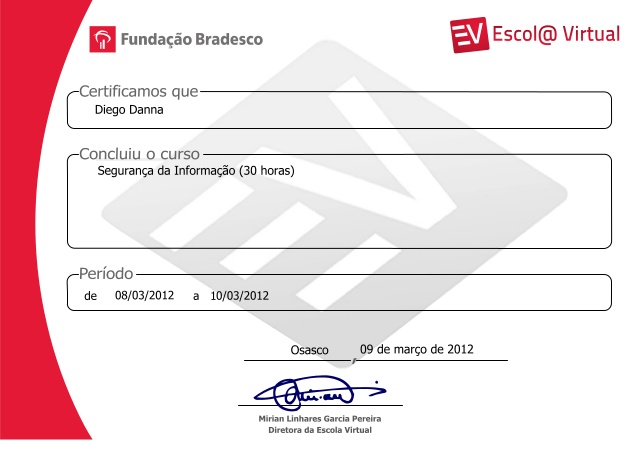 Fundação Bradesco
EV Escol@ Virtual
Certificamos que
Diego Danna
Concluiu o curso
Segurança da Informação (30 horas)
Período
de 08/03/2012 a 10/03/2012
Osasco , 09 de março de 2012
Mirian Linhares Garcia Pereira
Diretora da Escola Virtual